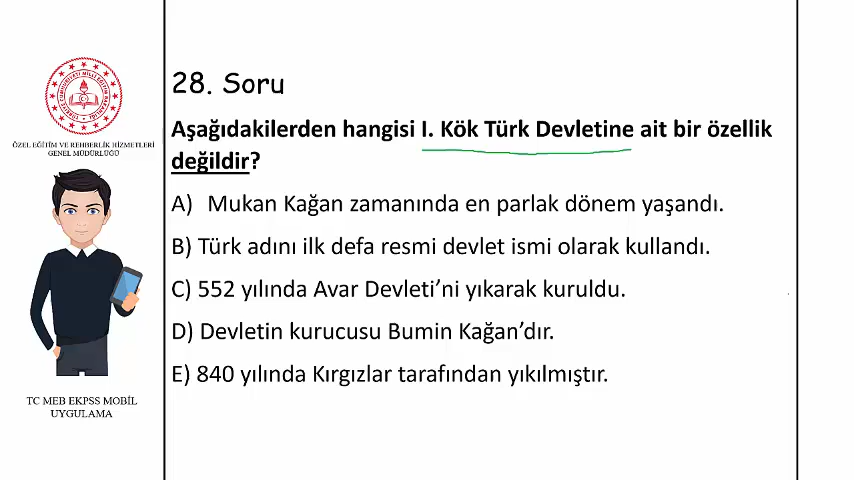 28. Soru
Aşağıdakilerden hangisi I. Kök Türk Devletine ait bir özellik
değildir?
A) Mukan Kağan zamanında en parlak dönem yaşandı.
B) Türk adını ilk defa resmi devlet ismi olarak kullandı.
C) 552 yılında Avar Devleti’ni yıkarak kuruldu.
D) Devletin kurucusu Bumin Kağan’dır.
E) 840 yılında Kırgızlar tarafından yıkılmıştır.
ÖZEL EĞİTİM VE REHBERLİK HİZMETLERİ
GENEL MÜDÜRLÜĞÜ
TC MEB EKPSS MOBİL
UYGULAMA